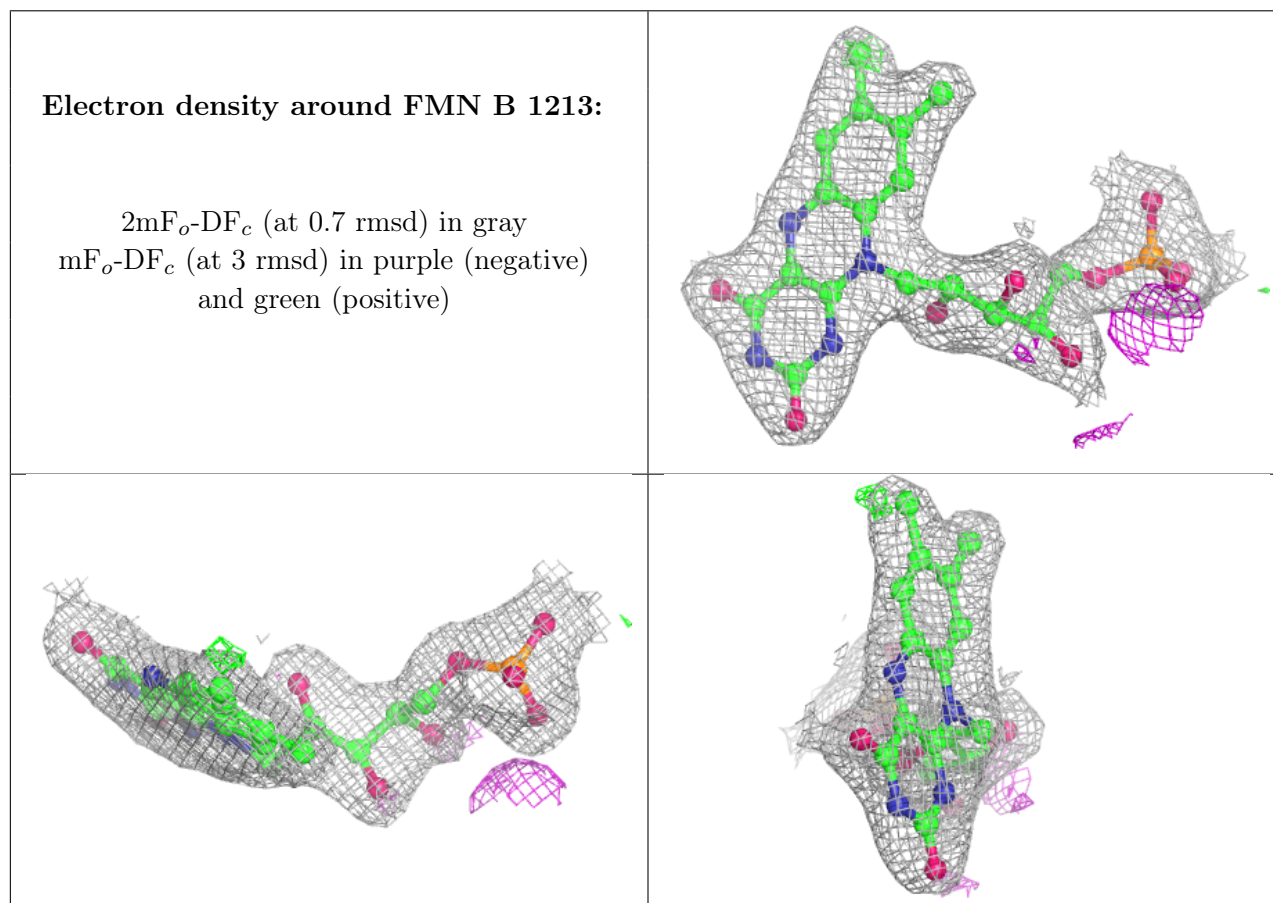 Electron density around FMN B 1213:
2mFo-DFc (at 0.7 rmsd) in gray
mFo-DFc (at 3 rmsd) in purple (negative)
and green (positive)